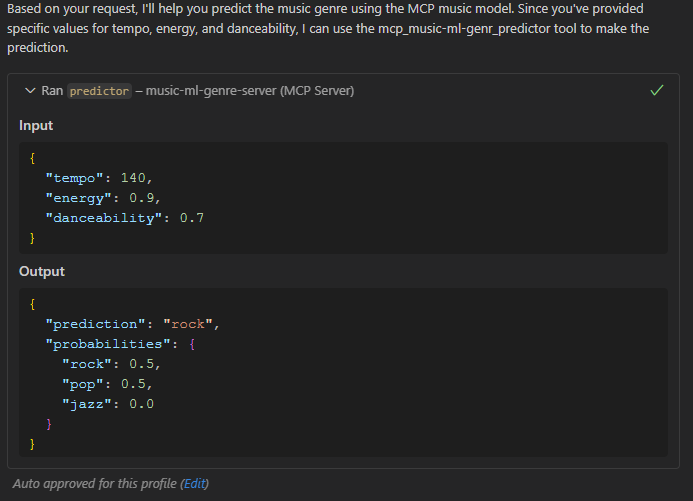 Based on your request, I'll help you predict the music genre using the MCP music model. Since you've provided
specific values for tempo, energy, and danceability, I can use the mcp_music-ml-genr_predictor tool to make the
prediction.
Ran predictor – music-ml-genre-server (MCP Server)
Input
{
"tempo": 140,
"energy": 0.9,
"danceability": 0.7
}
Output
{
"prediction": "rock",
"probabilities": {
"rock": 0.5,
"pop": 0.5,
"jazz": 0.0
}
}
Auto approved for this profile (Edit)